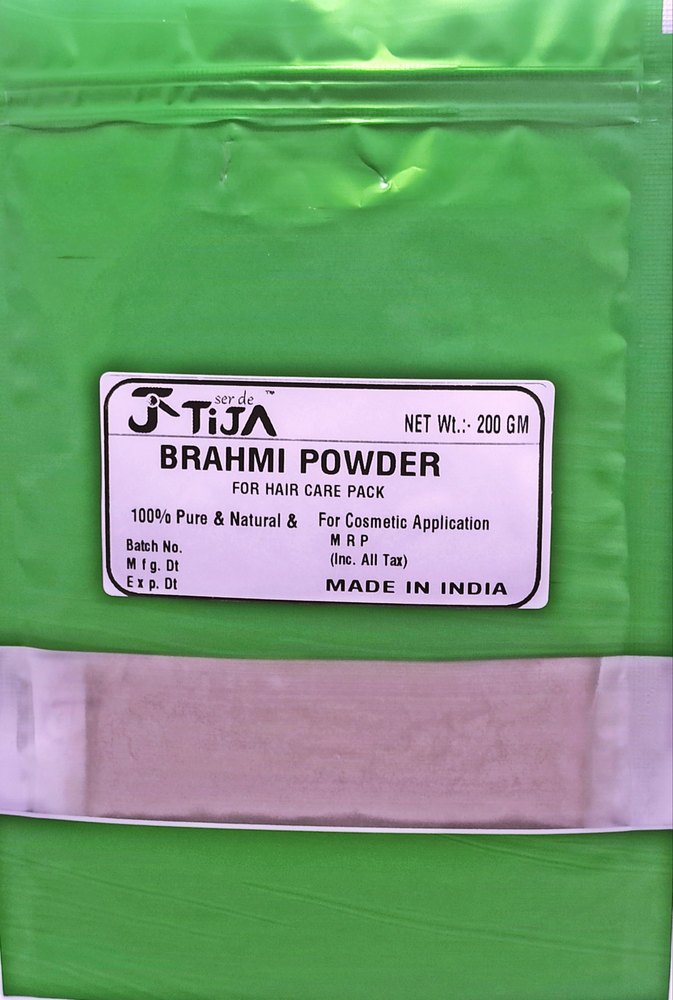 ser de TM
JR TiJA
NET Wt.:- 200 GM
BRAHMI POWDER
FOR HAIR CARE PACK
100% Pure & Natural & For Cosmetic Application
Batch No.
M R P
M f g. Dt
(Inc. All Tax)
E x p. Dt
MADE IN INDIA